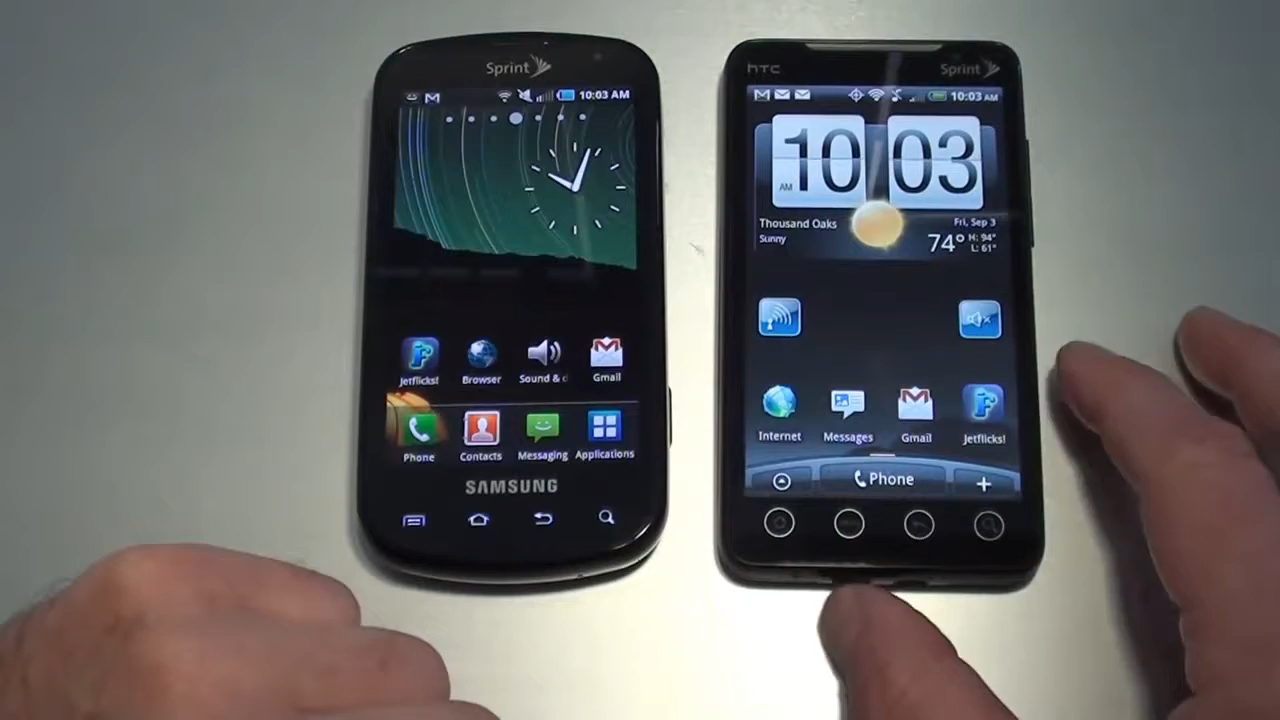 Sprint
10:03 AM
Jetflicks!
Browser
Sound & d
Gmail
Phone
Contacts
Messaging
Applications
SAMSUNG
hTC
Sprint
10:03 AM
AM
10
03
Thousand Oaks
Sunny
Fri, Sep 3
74°
H: 94°
L: 61°
Internet
Messages
Gmail
Jetflicks!
Phone